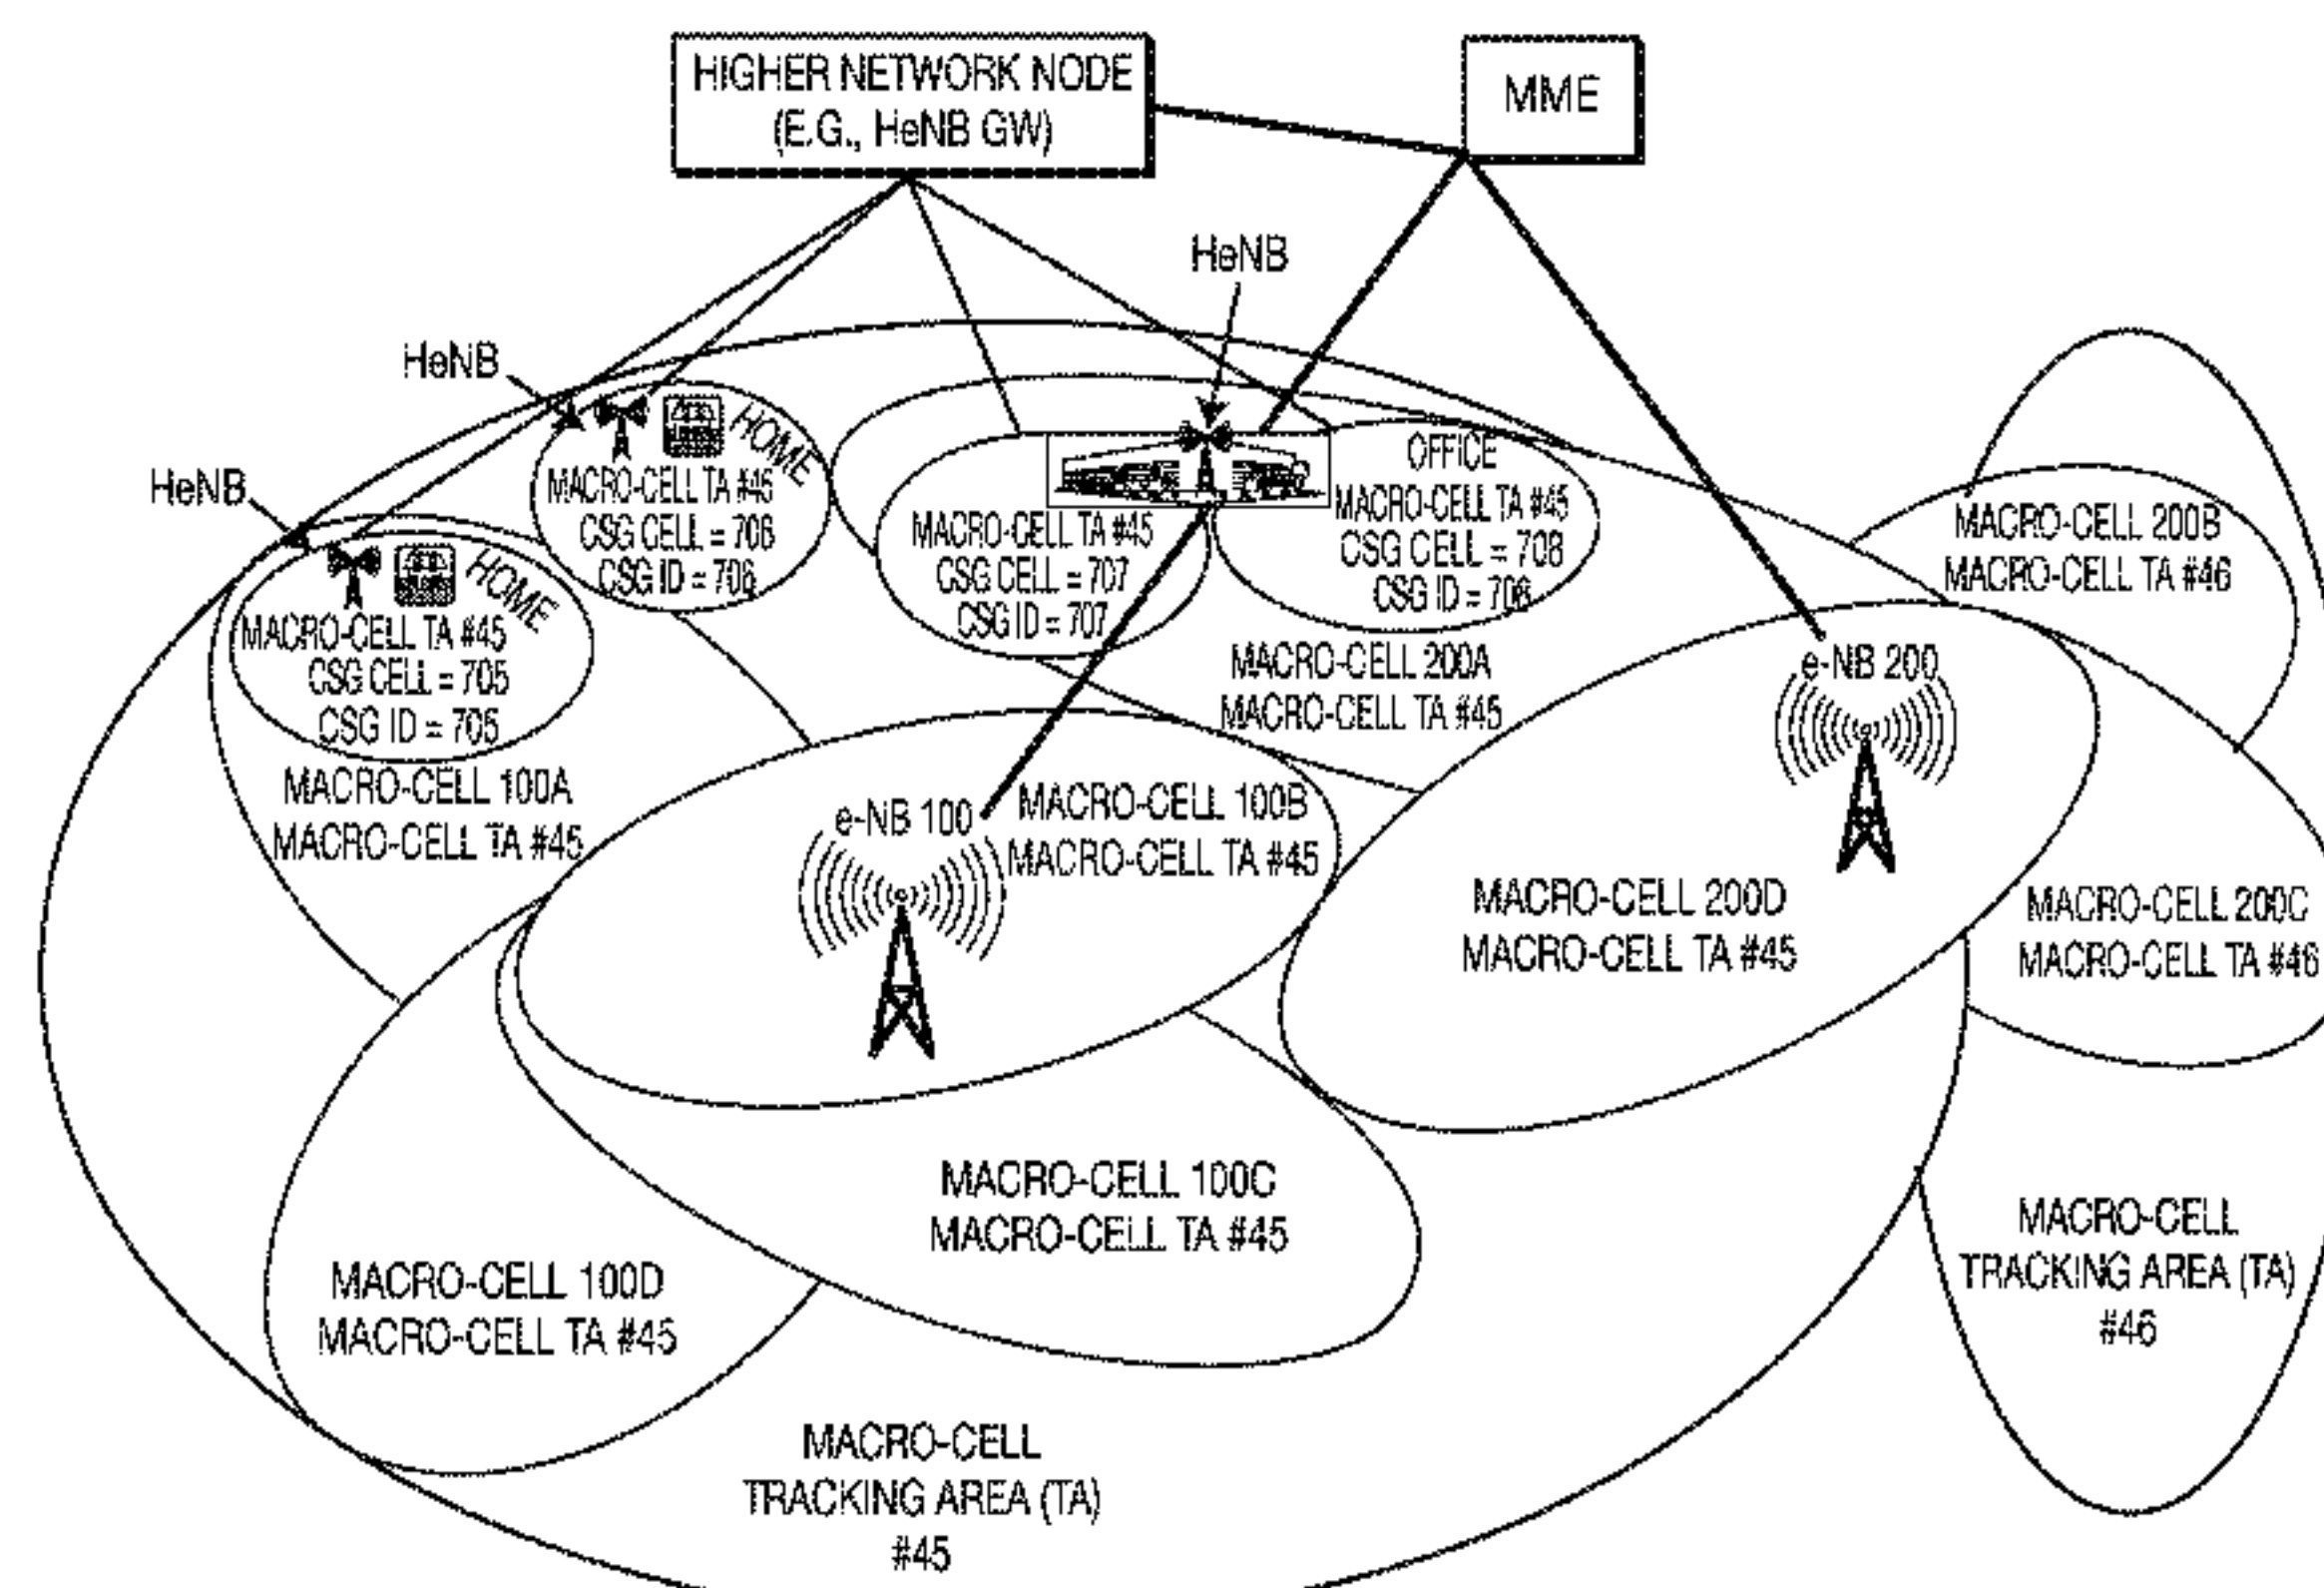 HIGHER NETWORK NODE
(E.G., HeNB GW)
MME
HeNB
HeNB
HeNB
HOME
MACRO-CELL TA #46
CSG CELL = 706
CSG ID = 706
HOME
MACRO-CELL TA #45
CSG CELL = 705
CSG ID = 705
MACRO-CELL TA #45
CSG CELL = 707
CSG ID = 707
OFFICE
MACRO-CELL TA #45
CSG CELL = 708
CSG ID = 708
MACRO-CELL 200B
MACRO-CELL TA #46
MACRO-CELL 200A
MACRO-CELL TA #45
e-NB 200
MACRO-CELL 100A
MACRO-CELL TA #45
e-NB 100
MACRO-CELL 100B
MACRO-CELL TA #45
MACRO-CELL 200D
MACRO-CELL TA #45
MACRO-CELL 200C
MACRO-CELL TA #46
MACRO-CELL 100C
MACRO-CELL TA #45
MACRO-CELL 100D
MACRO-CELL TA #45
MACRO-CELL
TRACKING AREA (TA)
#46
MACRO-CELL
TRACKING AREA (TA)
#45